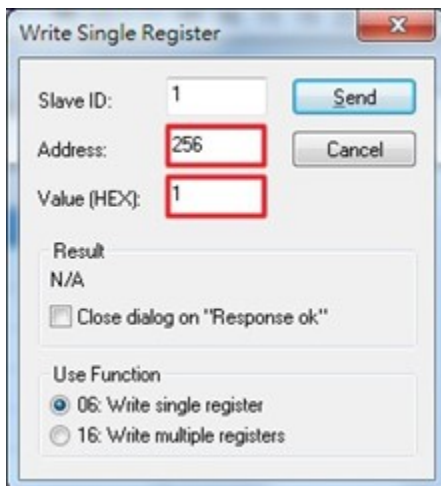 Write Single Register
Slave ID: 1 Send
Address: 256 Cancel
Value (HEX): 1
Result
N/A
Close dialog on "Response ok"
Use Function
06: Write single register
16: Write multiple registers